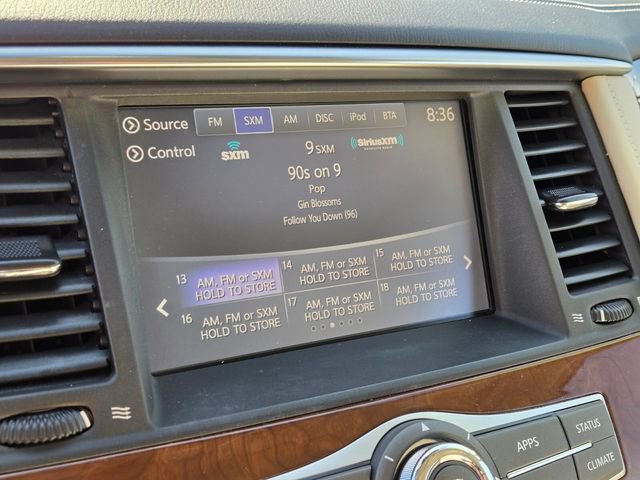 Source
FM SXM AM DISC iPod BTA
8:36
Control
sxm
9 SXM
SiriusXM
SATELLITE RADIO
90s on 9
Pop
Gin Blossoms
Follow You Down (96)
13 AM, FM or SXM
HOLD TO STORE
14 AM, FM or SXM
HOLD TO STORE
15 AM, FM or SXM
HOLD TO STORE
16 AM, FM or SXM
HOLD TO STORE
17 AM, FM or SXM
HOLD TO STORE
18 AM, FM or SXM
HOLD TO STORE
APPS
STATUS
CLIMATE